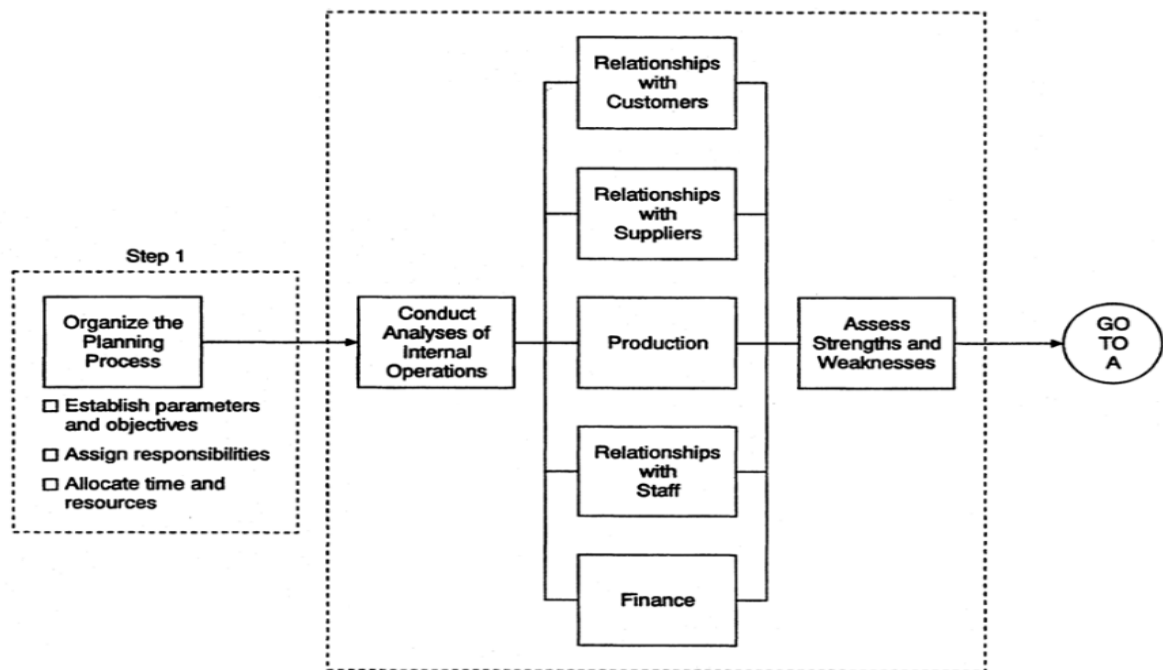 Step 1
Organize the
Planning
Process
☐ Establish parameters
and objectives
☐ Assign responsibilities
☐ Allocate time and
resources
Conduct
Analyses of
Internal
Operations
Relationships
with
Customers
Relationships
with
Suppliers
Production
Relationships
with
Staff
Finance
Assess
Strengths and
Weaknesses
GO
TO
A